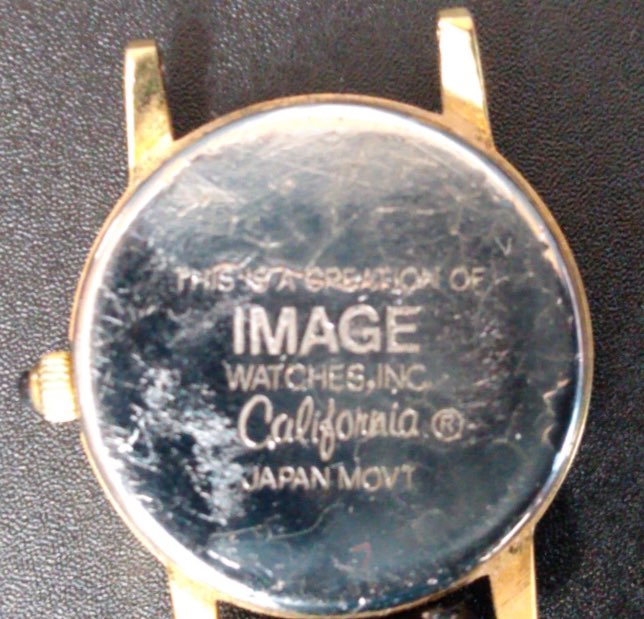 THIS IS A CREATION OF
IMAGE
WATCHES, INC.
California ®
JAPAN MOVT